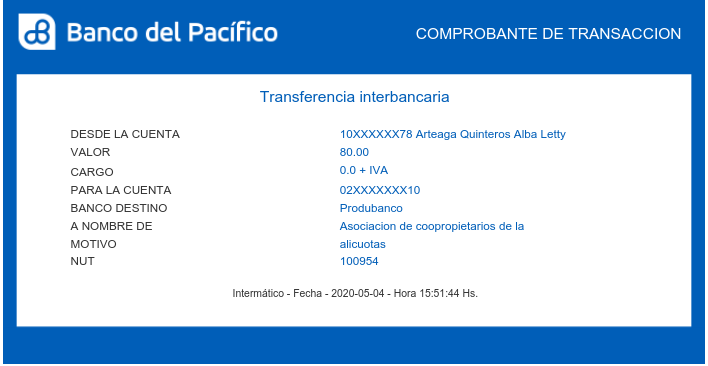 Banco del Pacífico
COMPROBANTE DE TRANSACCION
Transferencia interbancaria
DESDE LA CUENTA 10XXXXXX78 Arteaga Quinteros Alba Letty
VALOR 80.00
CARGO 0.0 + IVA
PARA LA CUENTA 02XXXXXXX10
BANCO DESTINO Produbanco
A NOMBRE DE Asociacion de coopropietarios de la
MOTIVO alicuotas
NUT 100954
Intermático - Fecha - 2020-05-04 - Hora 15:51:44 Hs.